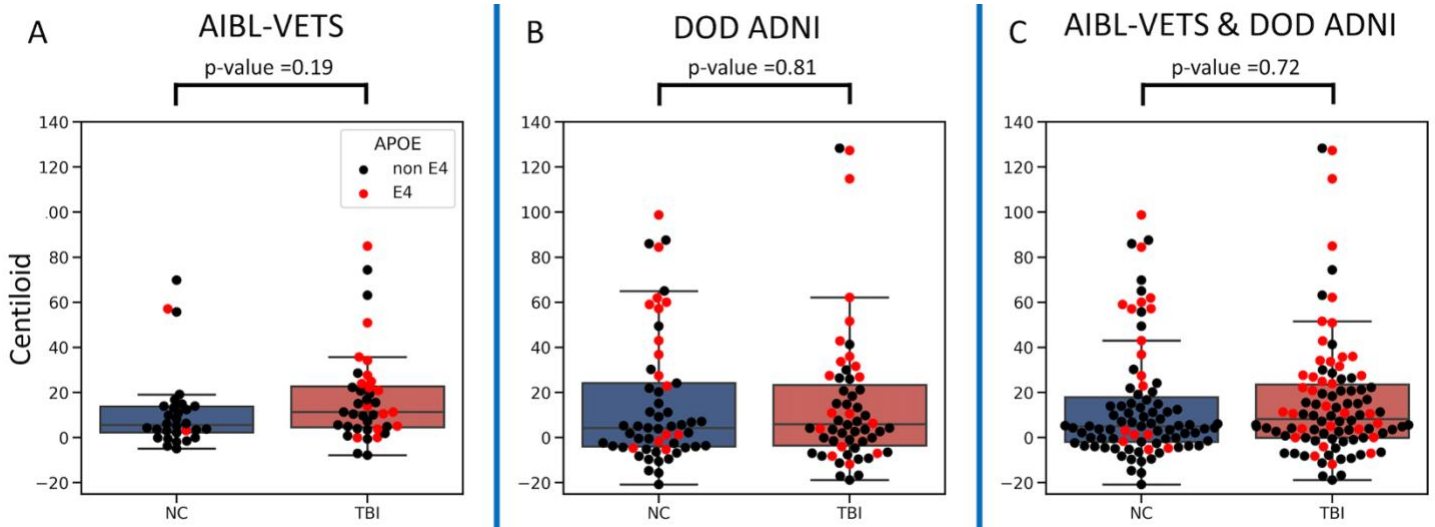 A AIBL-VETS
p-value =0.19
140
120
.00
80
60
40
20
0
−20
Centiloid
APOE
non E4
E4
NC TBI
B DOD ADNI
p-value =0.81
140
120
100
80
60
40
20
0
−20
NC TBI
C AIBL-VETS & DOD ADNI
p-value =0.72
140
120
100
80
60
40
20
0
−20
NC TBI